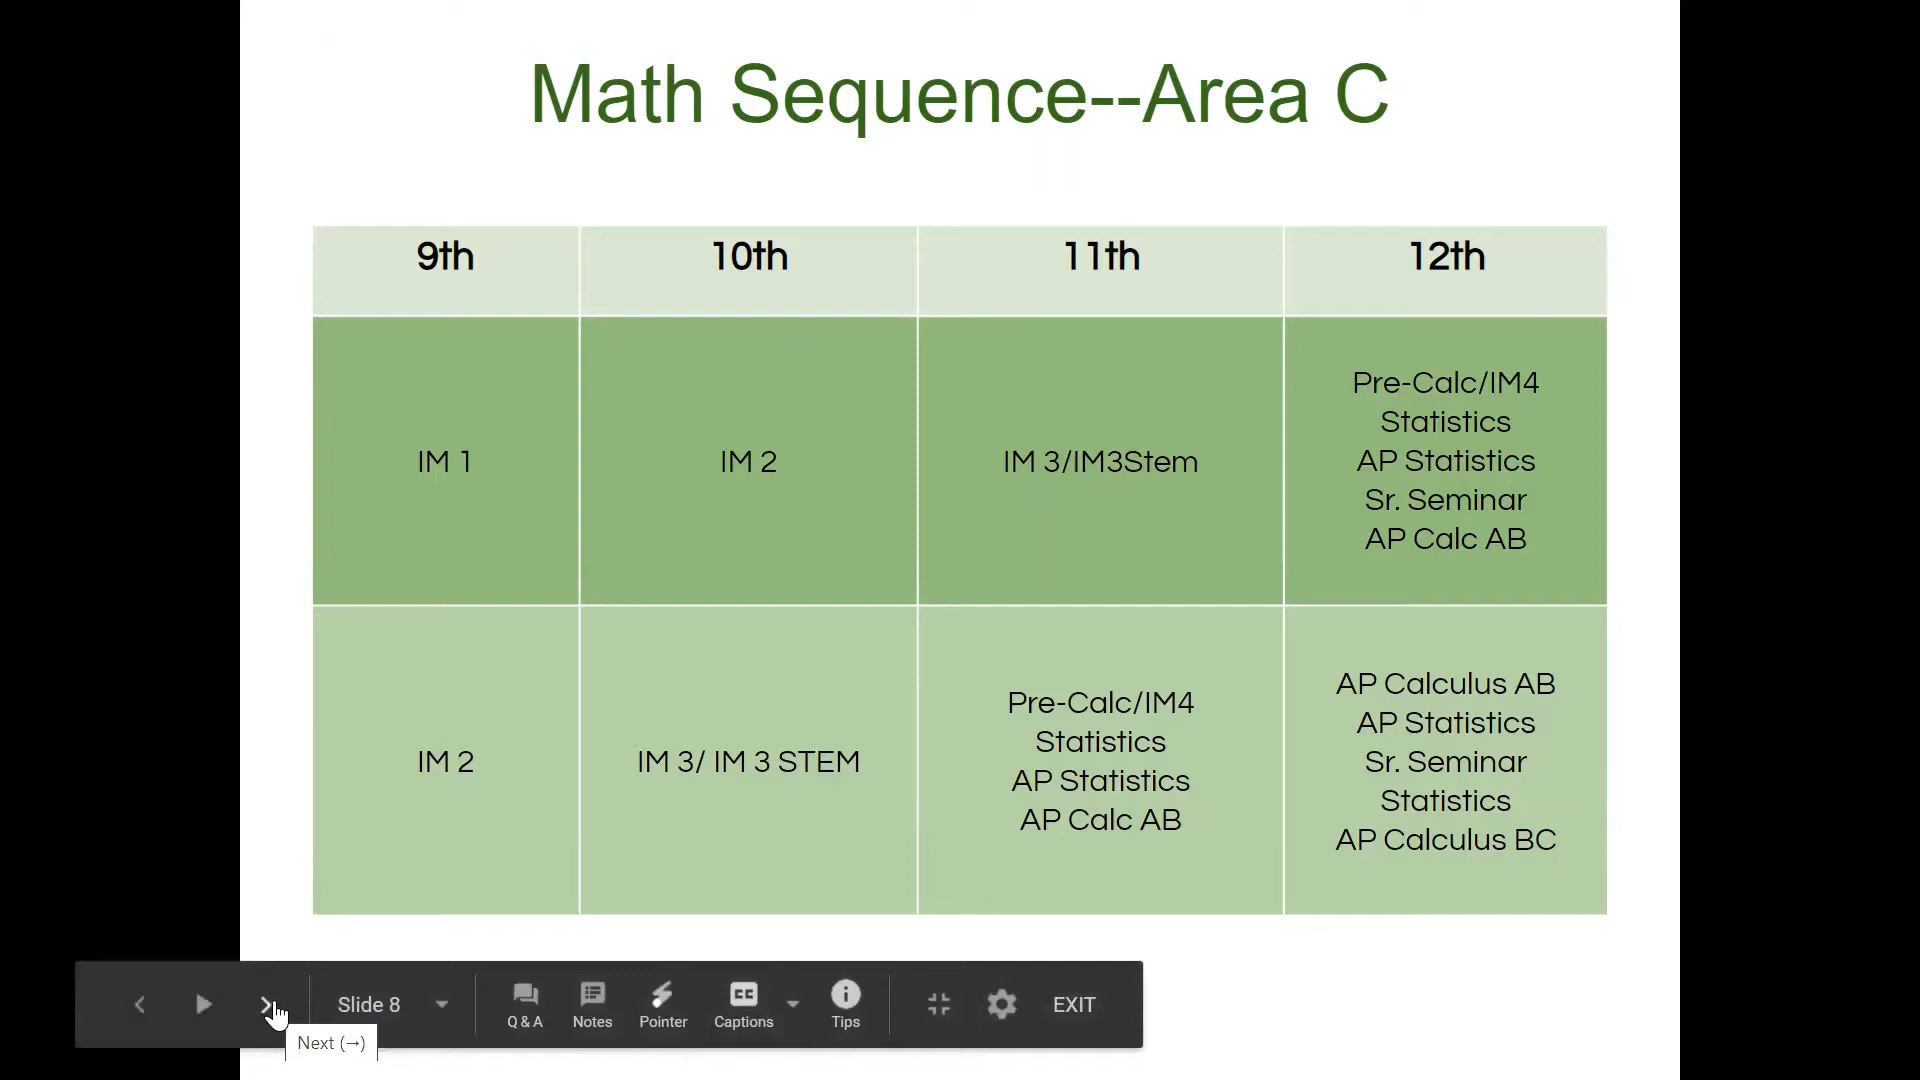 Math Sequence--Area C
9th
10th
11th
12th
IM 1
IM 2
IM 3/IM3Stem
Pre-Calc/IM4
Statistics
AP Statistics
Sr. Seminar
AP Calc AB
IM 2
IM 3/ IM 3 STEM
Pre-Calc/IM4
Statistics
AP Statistics
AP Calc AB
AP Calculus AB
AP Statistics
Sr. Seminar
Statistics
AP Calculus BC
Slide 8
Q & A
Notes
Pointer
CC
Captions
Tips
EXIT
Next (→)